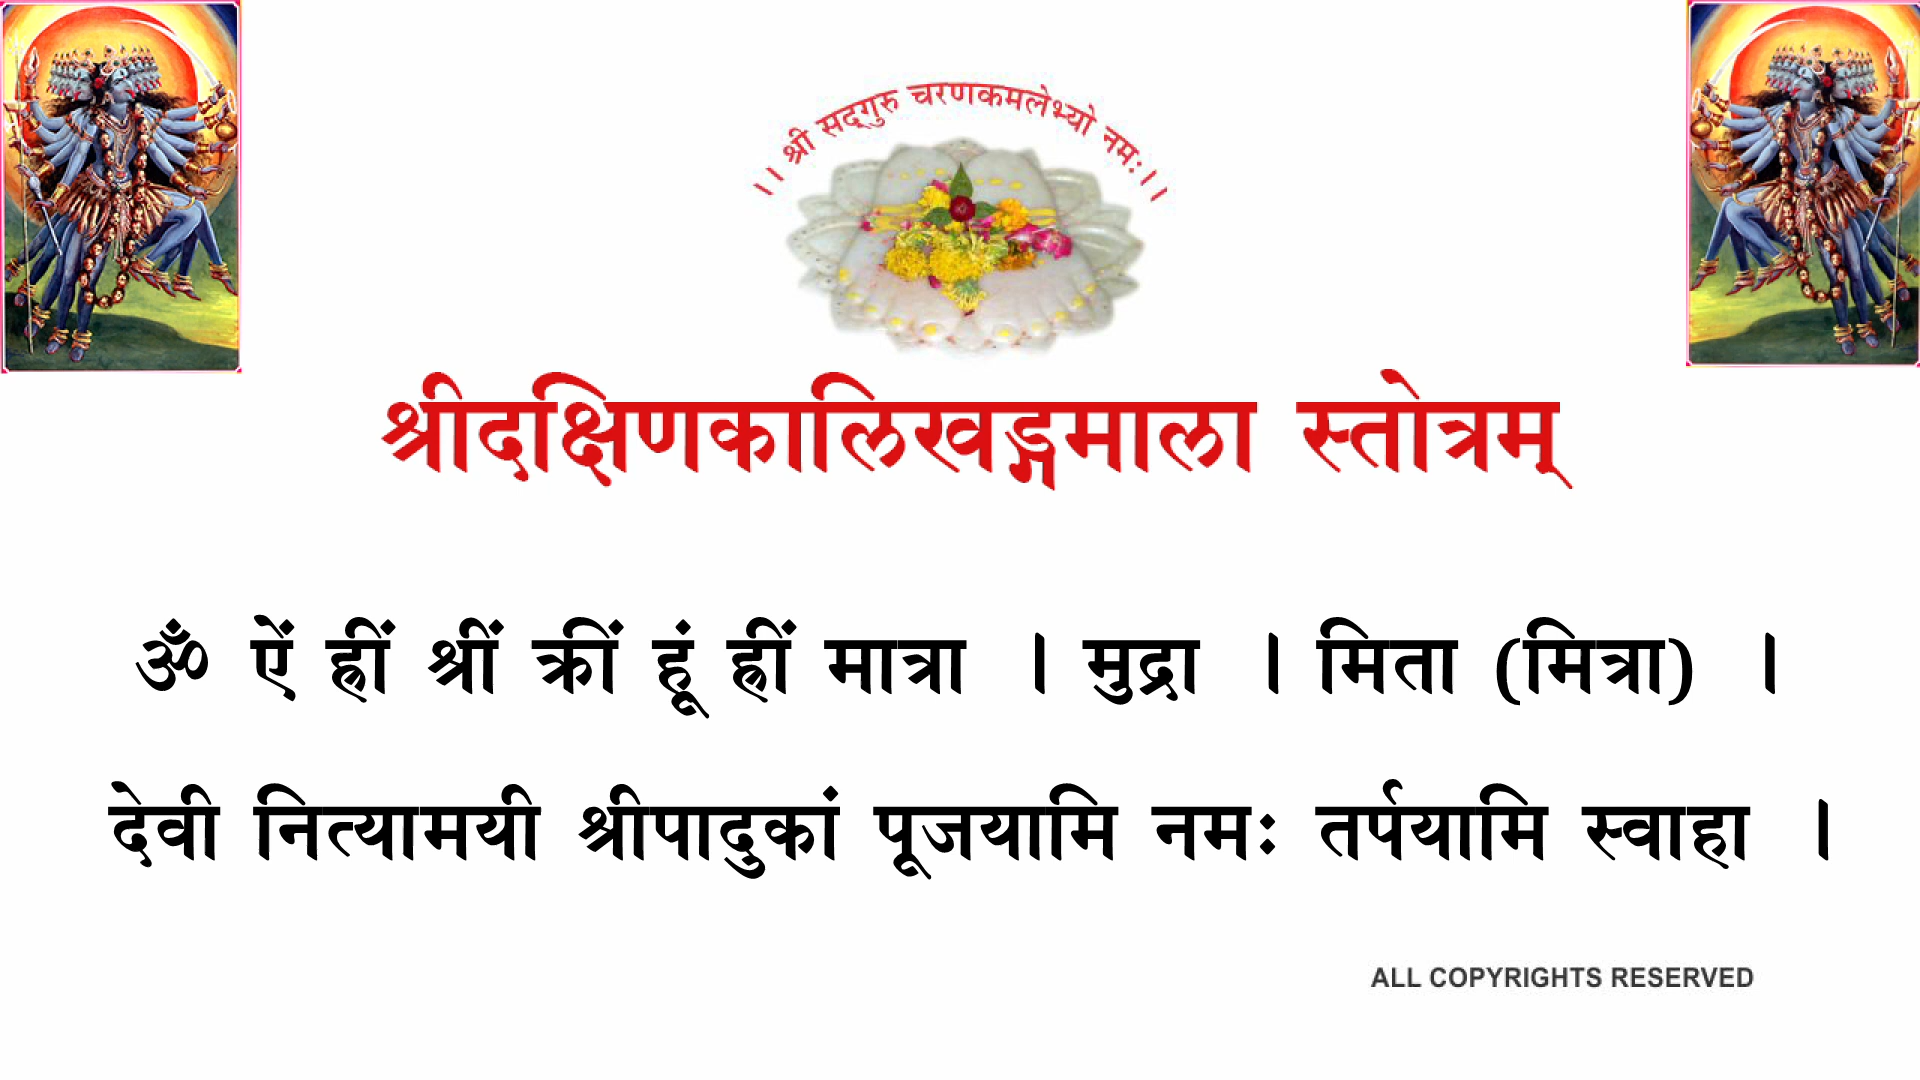 ।। श्री सद्‌गुरु चरणकमलेभ्यो नमः।।
श्रीदक्षिणकालिखड्गमाला स्तोत्रम्
ॐ ऐं ह्रीं श्रीं क्रीं हूं ह्रीं मात्रा । मुद्रा । मिता (मित्रा) ।
देवी नित्यामयी श्रीपादुकां पूजयामि नमः तर्पयामि स्वाहा ।
ALL COPYRIGHTS RESERVED